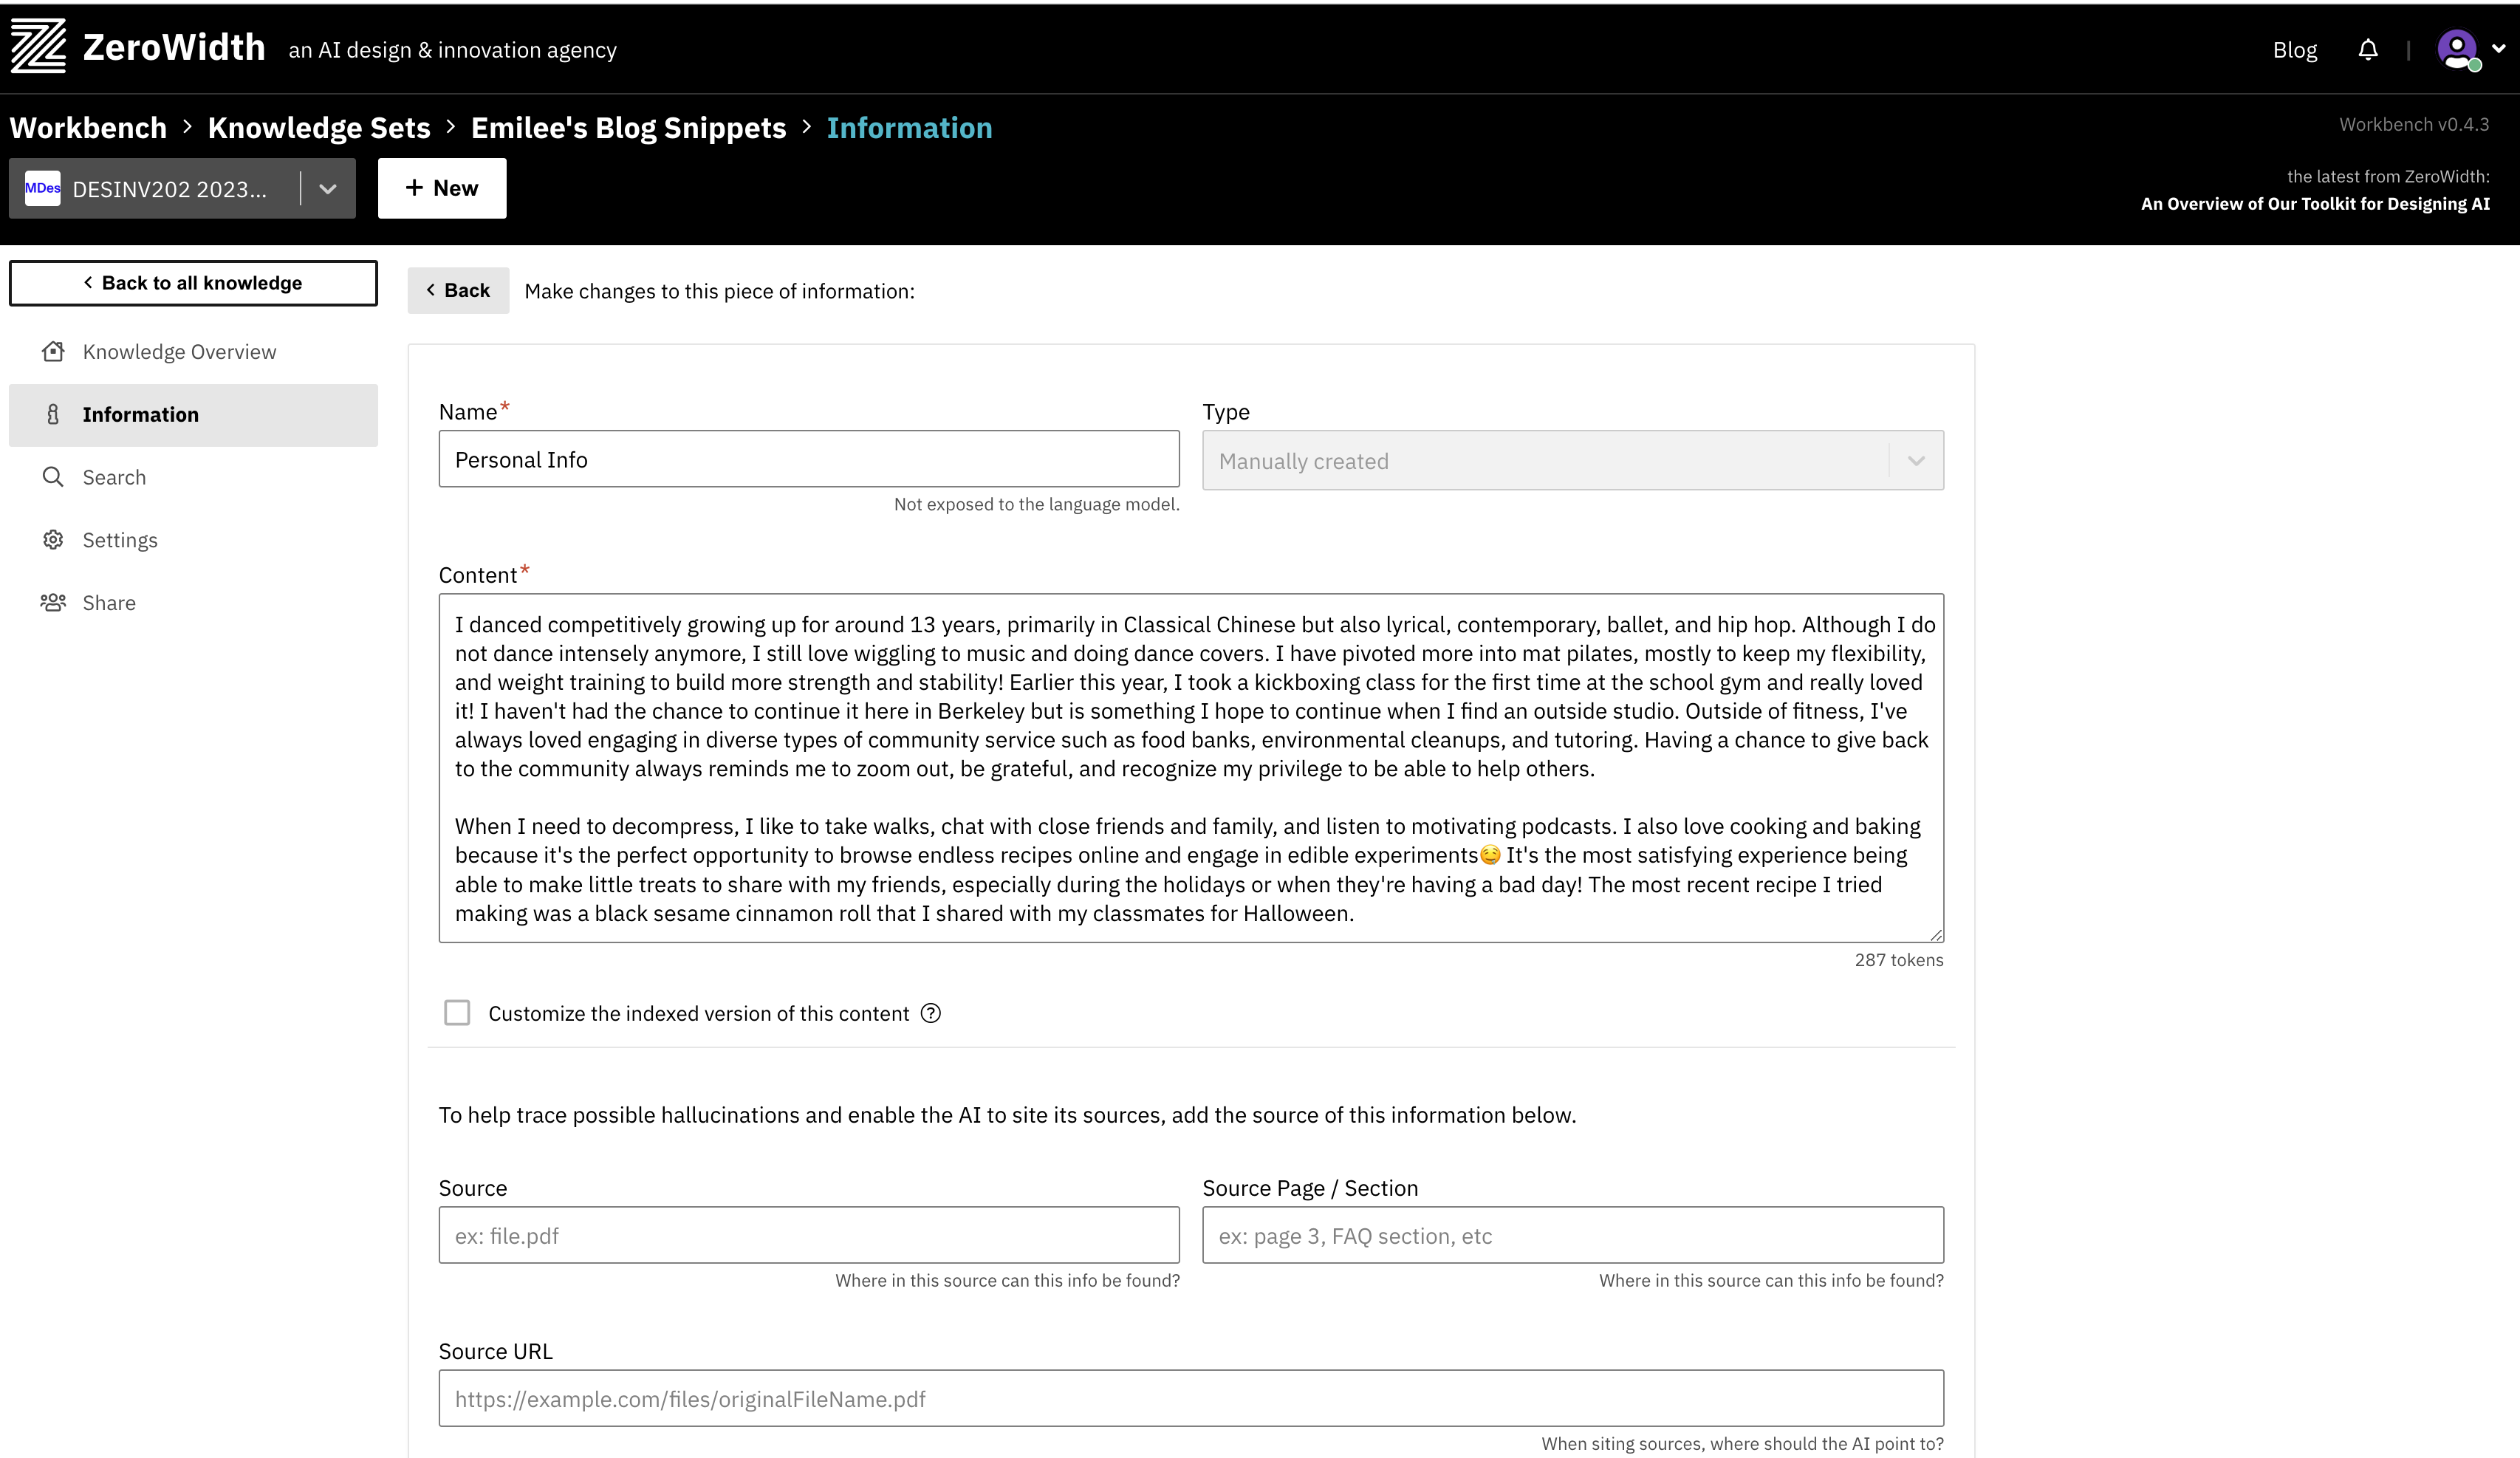 ZeroWidth an AI design & innovation agency Blog |
Workbench > Knowledge Sets > Emilee's Blog Snippets > Information Workbench v0.4.3
MDes DESINV202 2023... + New
the latest from ZeroWidth:
An Overview of Our Toolkit for Designing AI
< Back to all knowledge
Knowledge Overview
Information
Search
Settings
Share
< Back Make changes to this piece of information:
Name*
Personal Info
Not exposed to the language model.
Type
Manually created
Content*
I danced competitively growing up for around 13 years, primarily in Classical Chinese but also lyrical, contemporary, ballet, and hip hop. Although I do
not dance intensely anymore, I still love wiggling to music and doing dance covers. I have pivoted more into mat pilates, mostly to keep my flexibility,
and weight training to build more strength and stability! Earlier this year, I took a kickboxing class for the first time at the school gym and really loved
it! I haven't had the chance to continue it here in Berkeley but is something I hope to continue when I find an outside studio. Outside of fitness, I've
always loved engaging in diverse types of community service such as food banks, environmental cleanups, and tutoring. Having a chance to give back
to the community always reminds me to zoom out, be grateful, and recognize my privilege to be able to help others.
When I need to decompress, I like to take walks, chat with close friends and family, and listen to motivating podcasts. I also love cooking and baking
because it's the perfect opportunity to browse endless recipes online and engage in edible experiments🤤 It's the most satisfying experience being
able to make little treats to share with my friends, especially during the holidays or when they're having a bad day! The most recent recipe I tried
making was a black sesame cinnamon roll that I shared with my classmates for Halloween.
287 tokens
Customize the indexed version of this content ?
To help trace possible hallucinations and enable the AI to site its sources, add the source of this information below.
Source
ex: file.pdf
Where in this source can this info be found?
Source Page / Section
ex: page 3, FAQ section, etc
Where in this source can this info be found?
Source URL
https://example.com/files/originalFileName.pdf
When siting sources, where should the AI point to?